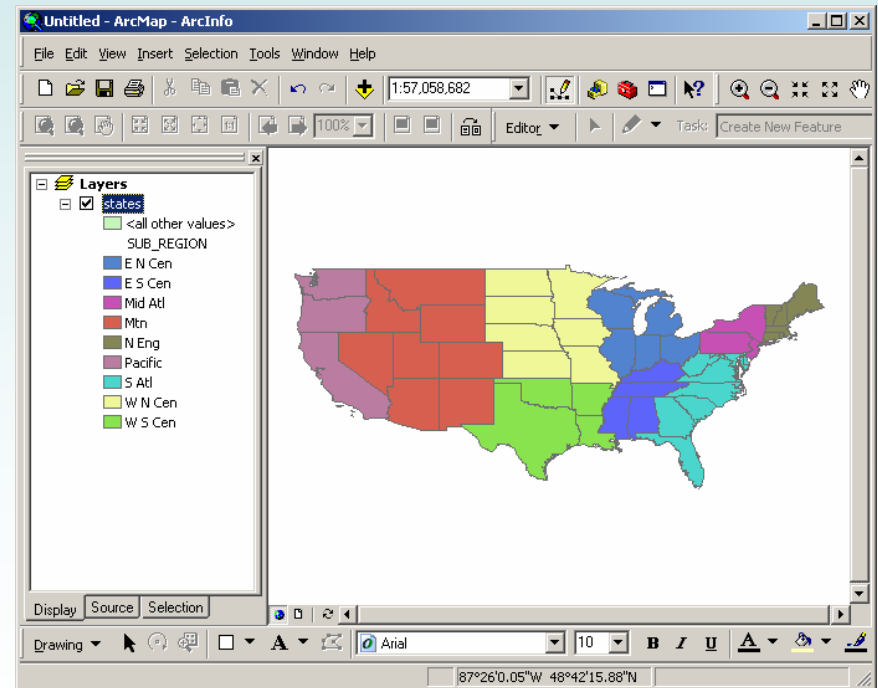 Untitled - ArcMap - ArcInfo
File Edit View Insert Selection Tools Window Help
1:57,058,682
100% Editor Task: Create New Feature
Layers
states
<all other values>
SUB_REGION
E N Cen
E S Cen
Mid Atl
Mtn
N Eng
Pacific
S Atl
W N Cen
W S Cen
Display Source Selection
Drawing A Arial 10 B I U A
87°26'0.05"W 48°42'15.88"N